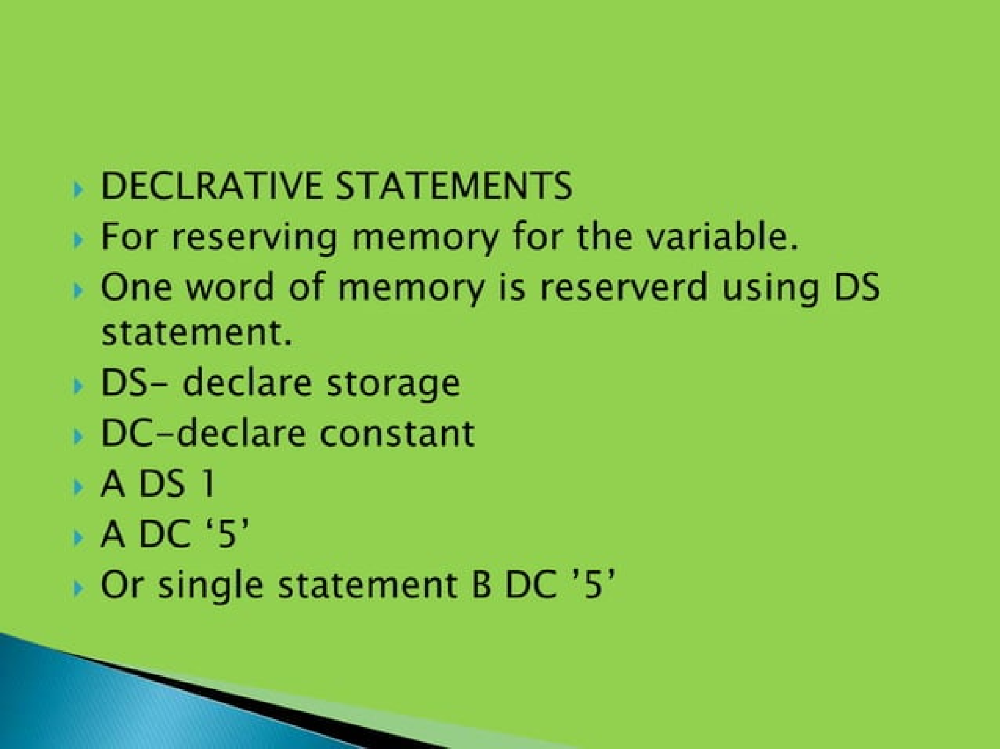 DECLRATIVE STATEMENTS
For reserving memory for the variable.
One word of memory is reserverd using DS
statement.
DS- declare storage
DC-declare constant
A DS 1
A DC ‘5’
Or single statement B DC ’5’